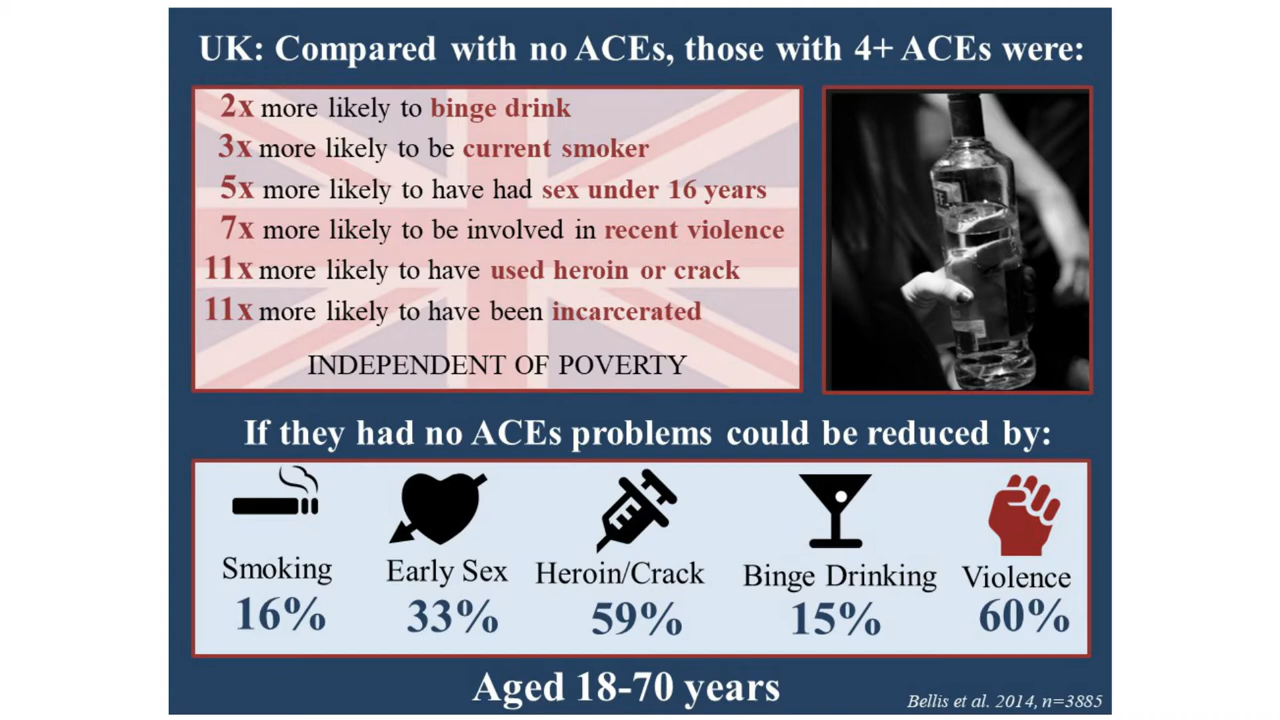 UK: Compared with no ACEs, those with 4+ ACEs were:
2x more likely to binge drink
3x more likely to be current smoker
5x more likely to have had sex under 16 years
7x more likely to be involved in recent violence
11x more likely to have used heroin or crack
11x more likely to have been incarcerated
INDEPENDENT OF POVERTY
If they had no ACEs problems could be reduced by:
Smoking
16%
Early Sex
33%
Heroin/Crack
59%
Binge Drinking
15%
Violence
60%
Aged 18-70 years
Bellis et al. 2014, n=3885